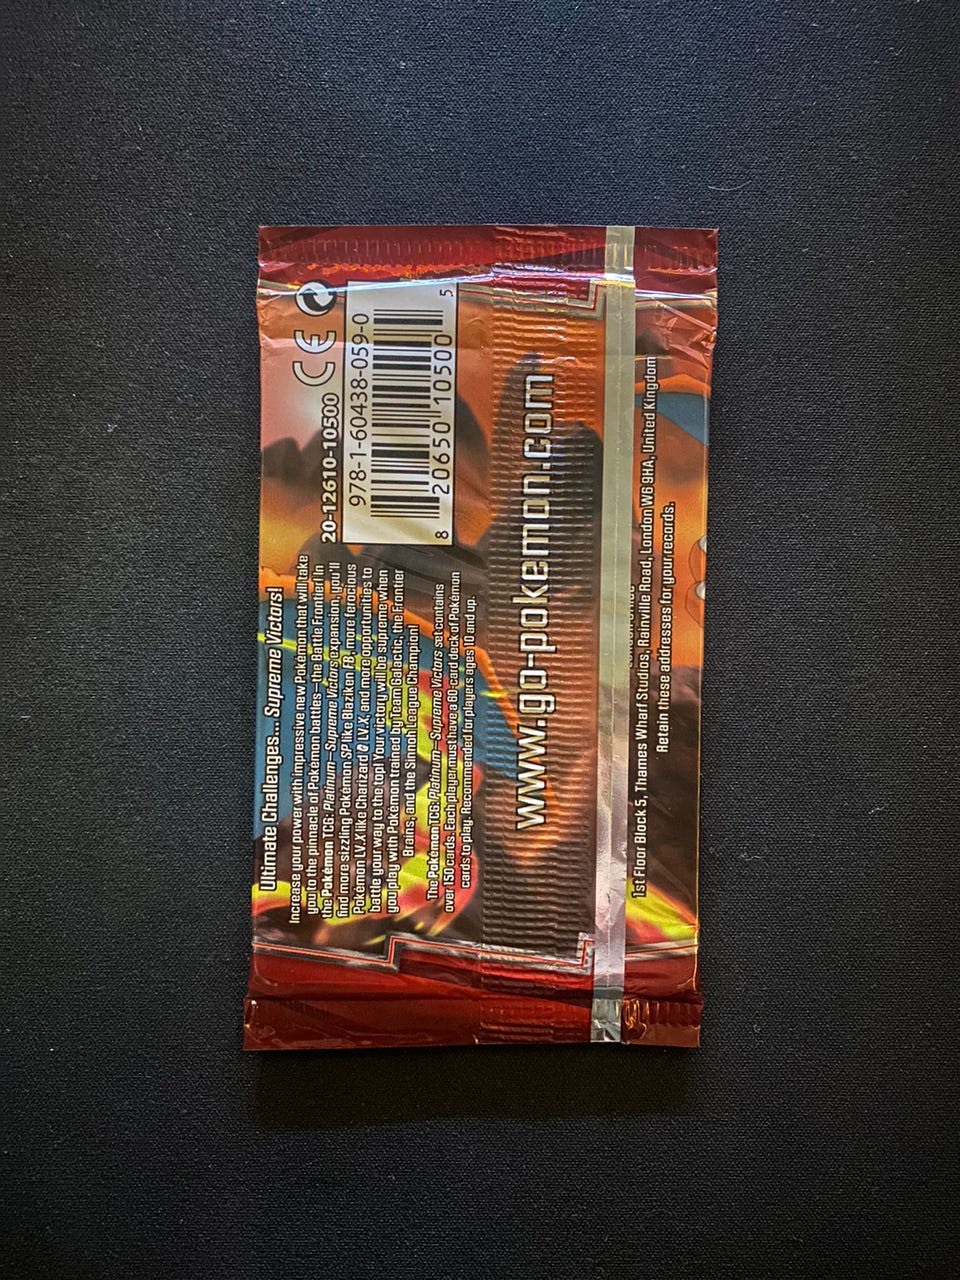 Ultimate Challenges... Supreme Victors!
Increase your power with impressive new Pokémon that will take
you to the pinnacle of Pokémon battles—the Battle Frontier! In
the Pokémon TCG: Platinum—Supreme Victors expansion, you'll
find more sizzling Pokémon SP like Blaziken FB, more ferocious
Pokémon LV.X like Charizard G LV.X, and more opportunities to
battle your way to the top! Your victory will be supreme when
you play with Pokémon trained by Team Galactic, the Frontier
Brains, and the Sinnoh League Champion!
The Pokémon TCG: Platinum—Supreme Victors set contains
over 150 cards. Each player must have a 60-card deck of Pokémon
cards to play. Recommended for players ages 10 and up.
20-12610-10500
CE
978-1-60438-059-0
8 20650 10500 5
www.go-pokemon.com
1st Floor Block 5, Thames Wharf Studios, Rainville Road, London W6 9HA, United Kingdom
Retain these addresses for your records.